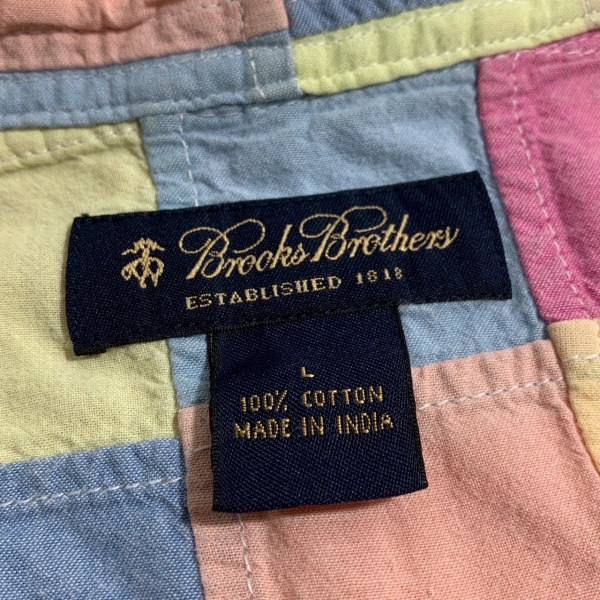 Brooks Brothers
ESTABLISHED 1818
L
100% COTTON
MADE IN INDIA